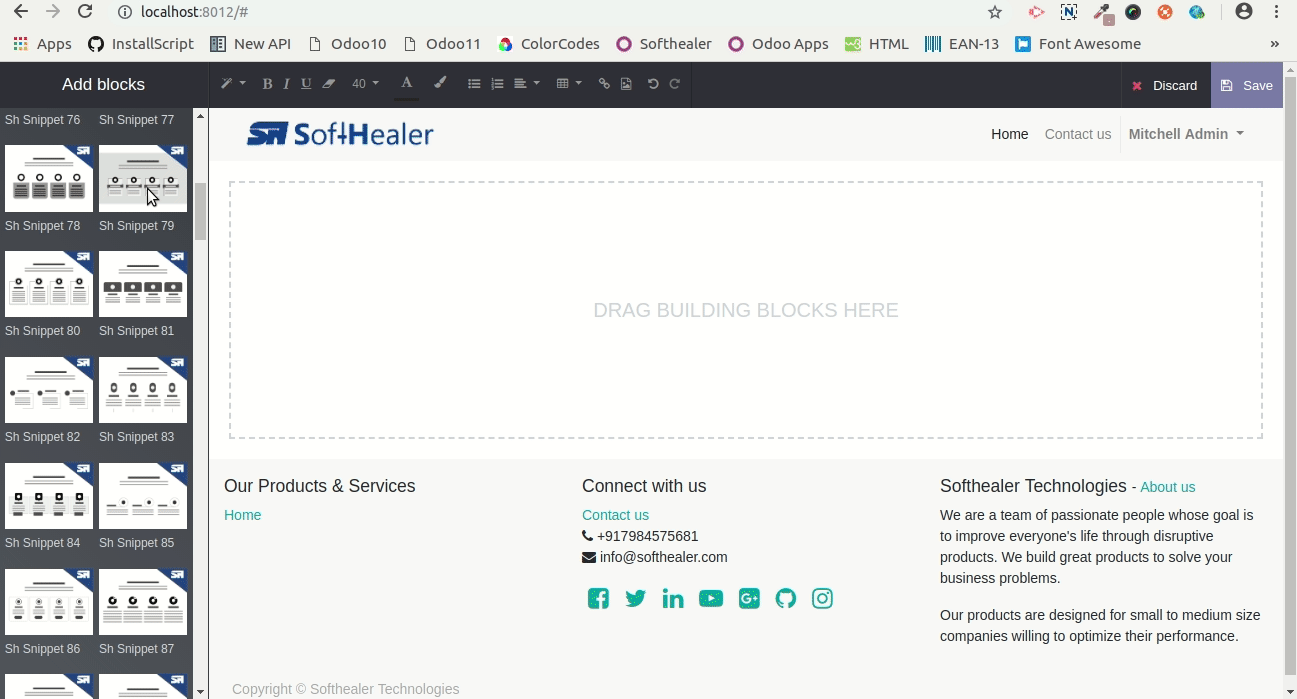 localhost:8012/#
Apps InstallScript New API Odoo10 Odoo11 ColorCodes Softhealer Odoo Apps HTML EAN-13 Font Awesome »
Add blocks B I U 40 A Discard Save
Sh Snippet 76 Sh Snippet 77
Sh Snippet 78 Sh Snippet 79
Sh Snippet 80 Sh Snippet 81
Sh Snippet 82 Sh Snippet 83
Sh Snippet 84 Sh Snippet 85
Sh Snippet 86 Sh Snippet 87
SoftHealer
Home Contact us Mitchell Admin
DRAG BUILDING BLOCKS HERE
Our Products & Services
Home
Connect with us
Contact us
+917984575681
info@softhealer.com
Softhealer Technologies - About us
We are a team of passionate people whose goal is
to improve everyone's life through disruptive
products. We build great products to solve your
business problems.
Our products are designed for small to medium size
companies willing to optimize their performance.
Copyright © Softhealer Technologies